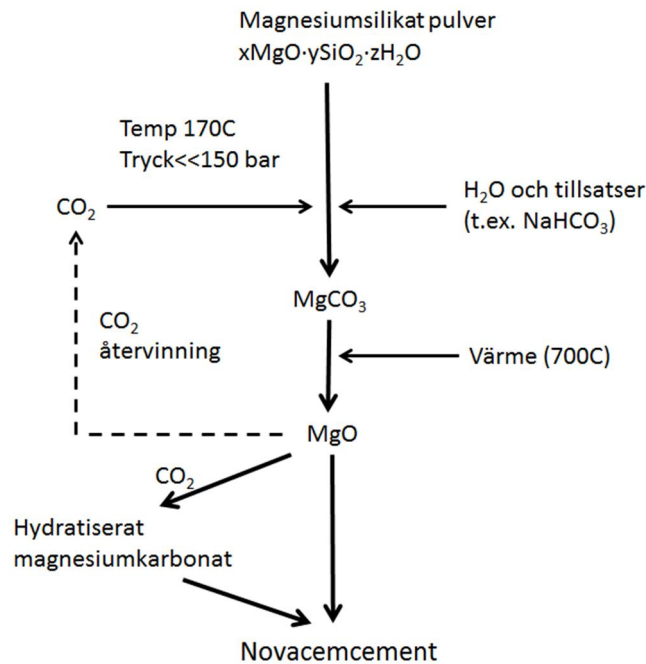 Magnesiumsilikat pulver
xMgO·ySiO₂·zH₂O
Temp 170C
Tryck<<150 bar
CO₂
H₂O och tillsatser
(t.ex. NaHCO₃)
MgCO₃
CO₂
återvinning
Värme (700C)
MgO
CO₂
Hydratiserat
magnesiumkarbonat
Novacemcement